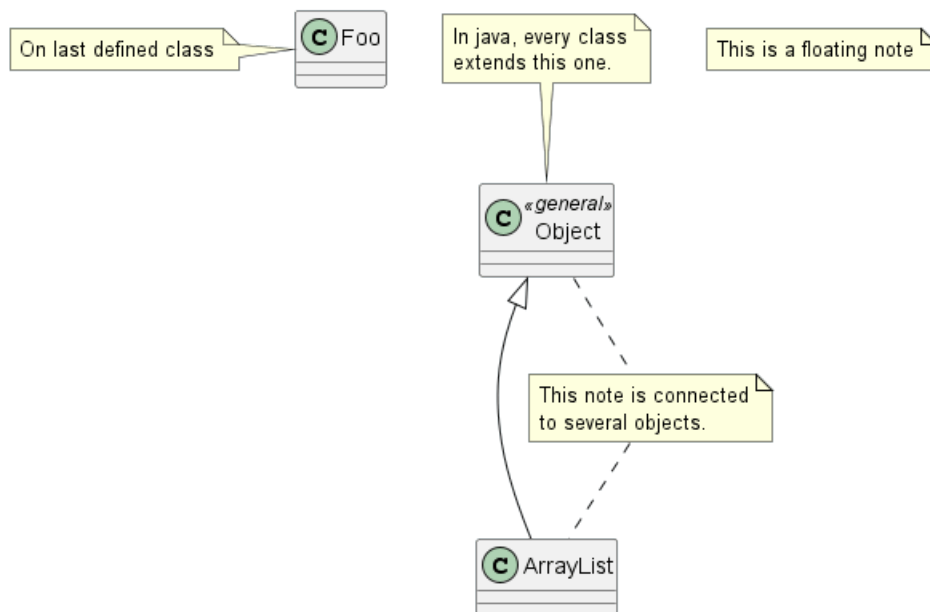 On last defined class
C Foo
In java, every class
extends this one.
This is a floating note
C «general»
Object
This note is connected
to several objects.
C ArrayList